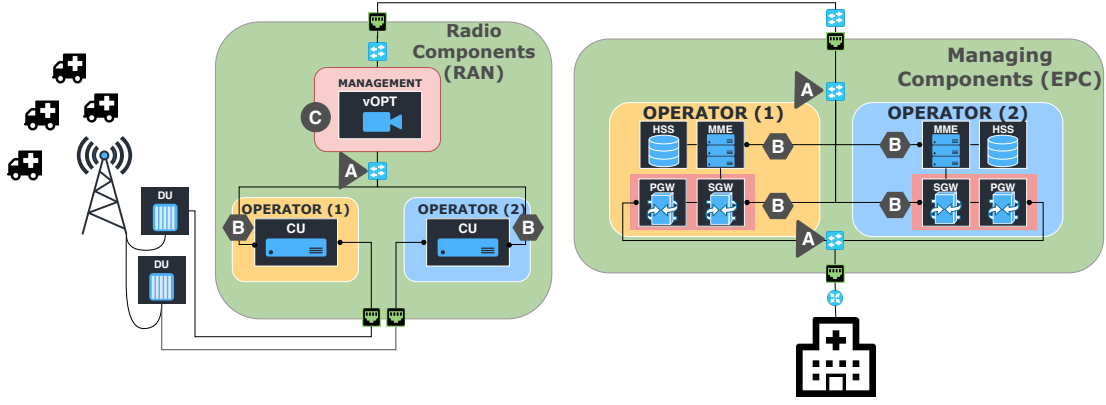 Radio
Components
(RAN)
MANAGEMENT
vOPT
C
A
OPERATOR (1)
B
CU
OPERATOR (2)
CU
B
DU
DU
Managing
Components (EPC)
A
OPERATOR (1)
HSS
MME
B
PGW
SGW
B
OPERATOR (2)
B
MME
HSS
B
SGW
PGW
A